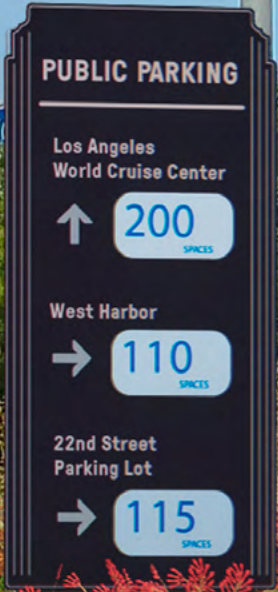 PUBLIC PARKING
Los Angeles
World Cruise Center
↑ 200
SPACES
West Harbor
→ 110
SPACES
22nd Street
Parking Lot
→ 115
SPACES